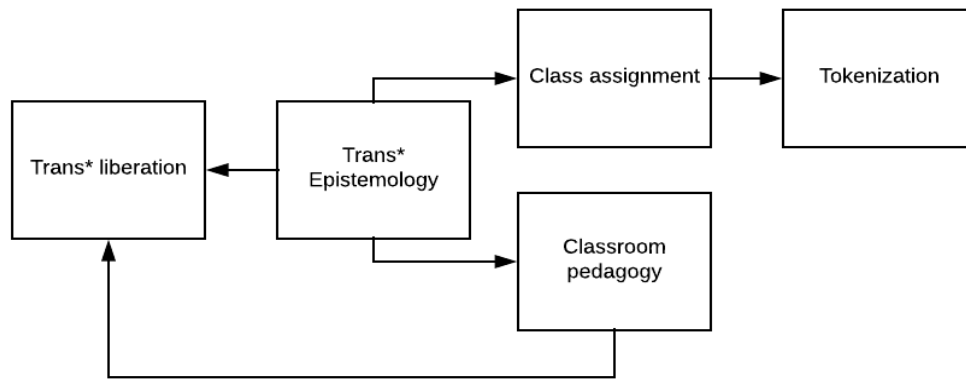 Class assignment
Tokenization
Trans* liberation
Trans*
Epistemology
Classroom
pedagogy